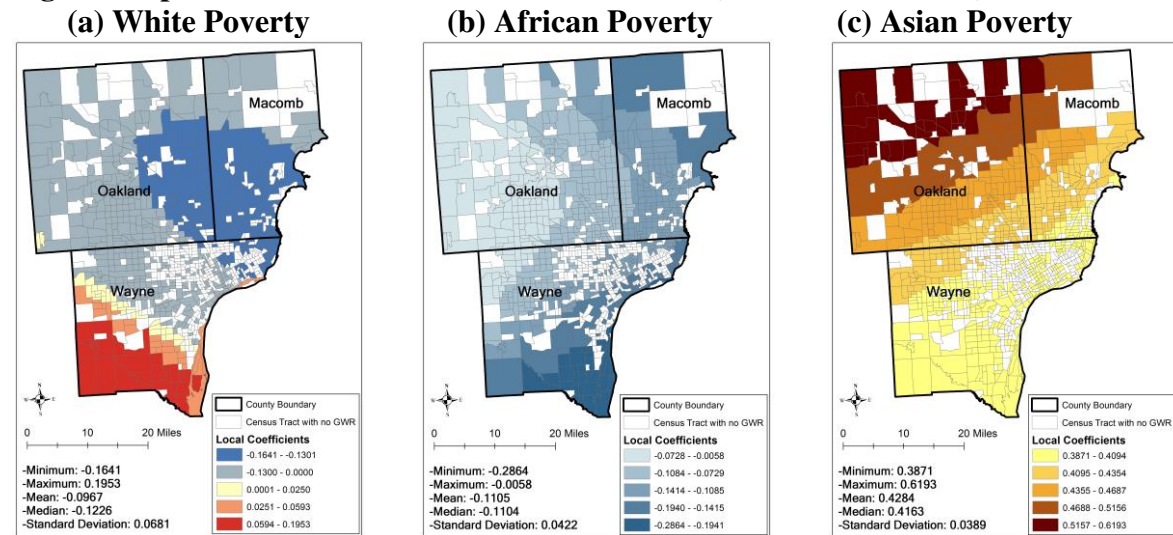 (a) White Poverty
(b) African Poverty
(c) Asian Poverty
Macomb
Oakland
Wayne
N
W E
S
0 10 20 Miles
County Boundary
Census Tract with no GWR
Local Coefficients
-0.1641 - -0.1301
-0.1300 - 0.0000
0.0001 - 0.0250
0.0251 - 0.0593
0.0594 - 0.1953
-Minimum: -0.1641
-Maximum: 0.1953
-Mean: -0.0967
-Median: -0.1226
-Standard Deviation: 0.0681
Macomb
Oakland
Wayne
N
W E
S
0 10 20 Miles
County Boundary
Census Tract with no GWR
Local Coefficients
-0.0728 - -0.0058
-0.1084 - -0.0729
-0.1414 - -0.1085
-0.1940 - -0.1415
-0.2864 - -0.1941
-Minimum: -0.2864
-Maximum: -0.0058
-Mean: -0.1105
-Median: -0.1104
-Standard Deviation: 0.0422
Macomb
Oakland
Wayne
N
W E
S
0 10 20 Miles
County Boundary
Census Tract with no GWR
Local Coefficients
0.3871 - 0.4094
0.4095 - 0.4354
0.4355 - 0.4687
0.4688 - 0.5156
0.5157 - 0.6193
-Minimum: 0.3871
-Maximum: 0.6193
-Mean: 0.4284
-Median: 0.4163
-Standard Deviation: 0.0389